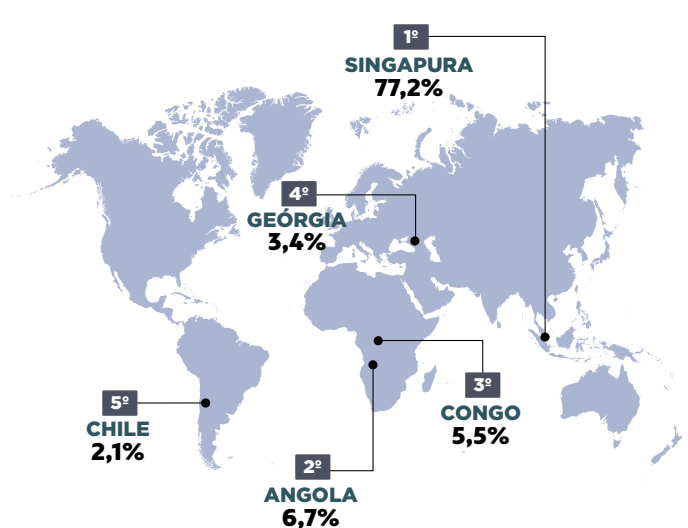 1º
SINGAPURA
77,2%
4º
GEÓRGIA
3,4%
3º
CONGO
5,5%
5º
CHILE
2,1%
2º
ANGOLA
6,7%